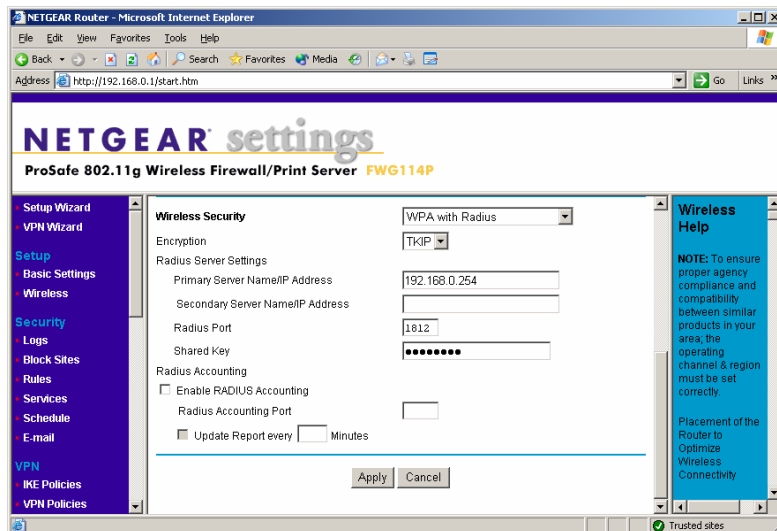 NETGEAR Router - Microsoft Internet Explorer
File Edit View Favorites Tools Help
Back Search Favorites Media
Address http://192.168.0.1/start.htm Go Links »
NETGEAR settings
ProSafe 802.11g Wireless Firewall/Print Server FWG114P
Setup Wizard
VPN Wizard
Setup
Basic Settings
Wireless
Security
Logs
Block Sites
Rules
Services
Schedule
E-mail
VPN
IKE Policies
VPN Policies
Wireless Security WPA with Radius
Encryption TKIP
Radius Server Settings
Primary Server Name/IP Address 192.168.0.254
Secondary Server Name/IP Address
Radius Port 1812
Shared Key ●●●●●●●●
Radius Accounting
Enable RADIUS Accounting
Radius Accounting Port
Update Report every Minutes
Apply Cancel
Wireless
Help
NOTE: To ensure
proper agency
compliance and
compatibility
between similar
products in your
area; the
operating
channel & region
must be set
correctly.
Placement of the
Router to
Optimize
Wireless
Connectivity
Trusted sites